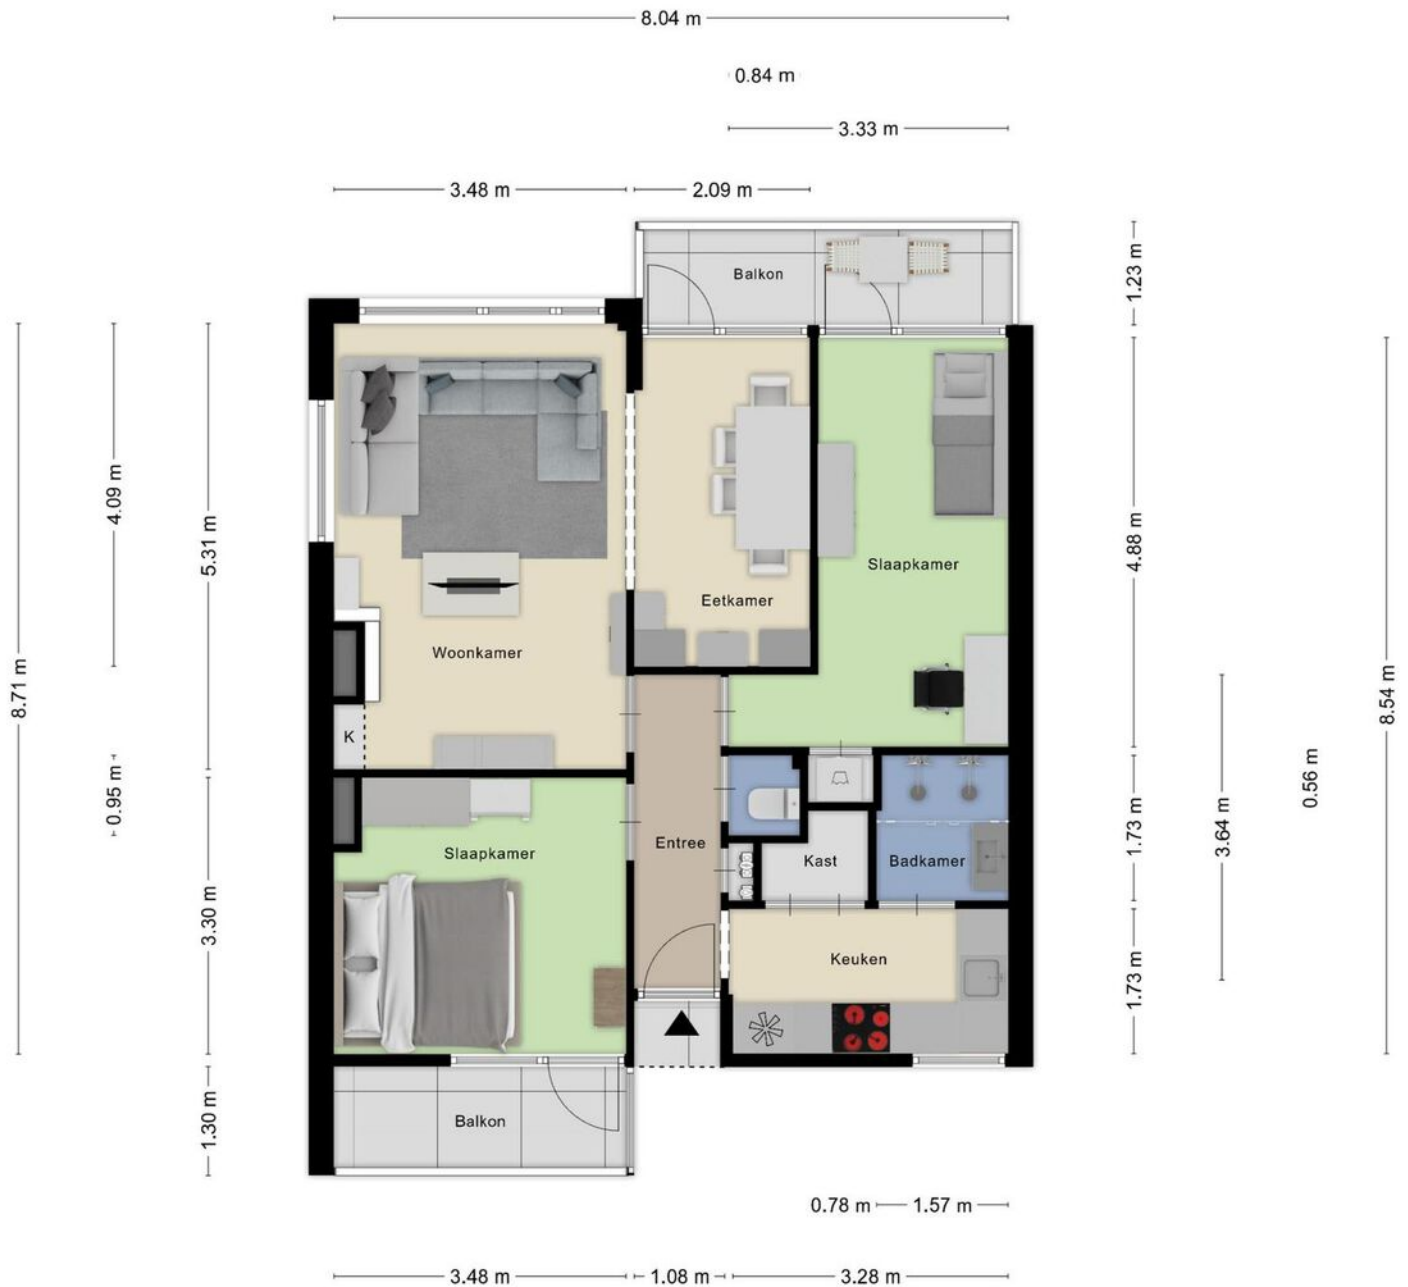 8.04 m
0.84 m
3.33 m
3.48 m
2.09 m
Balkon
1.23 m
4.09 m
5.31 m
8.71 m
Woonkamer
Eetkamer
Slaapkamer
4.88 m
8.54 m
K
0.95 m
0.56 m
Slaapkamer
Entree
Kast
Badkamer
1.73 m
3.64 m
3.30 m
Keuken
1.73 m
Balkon
1.30 m
0.78 m
1.57 m
3.48 m
1.08 m
3.28 m